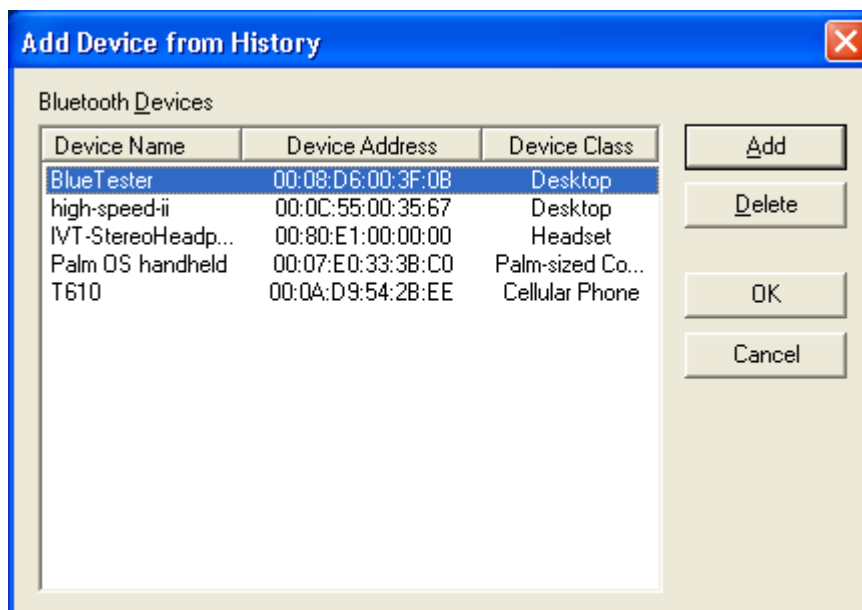 Add Device from History
Bluetooth Devices
Device Name Device Address Device Class
BlueTester 00:08:D6:00:3F:0B Desktop
high-speed-ii 00:0C:55:00:35:67 Desktop
IVT-StereoHeadp... 00:80:E1:00:00:00 Headset
Palm OS handheld 00:07:E0:33:3B:C0 Palm-sized Co...
T610 00:0A:D9:54:2B:EE Cellular Phone
Add
Delete
OK
Cancel